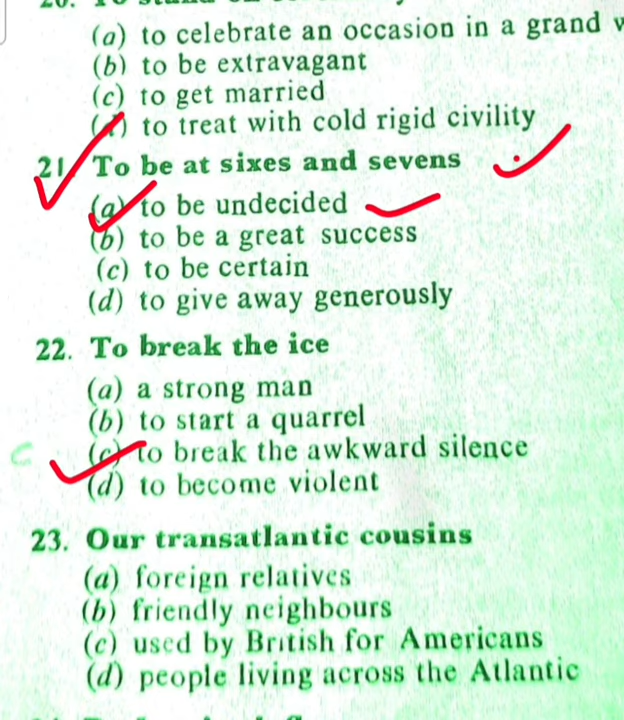 (a) to celebrate an occasion in a grand
(b) to be extravagant
(c) to get married
to treat with cold rigid civility
21 To be at sixes and sevens
(a) to be undecided
(b) to be a great success
(c) to be certain
(d) to give away generously
22. To break the ice
(a) a strong man
(b) to start a quarrel
C (c) to break the awkward silence
(d) to become violent
23. Our transatlantic cousins
(a) foreign relatives
(b) friendly neighbours
(c) used by British for Americans
(d) people living across the Atlantic